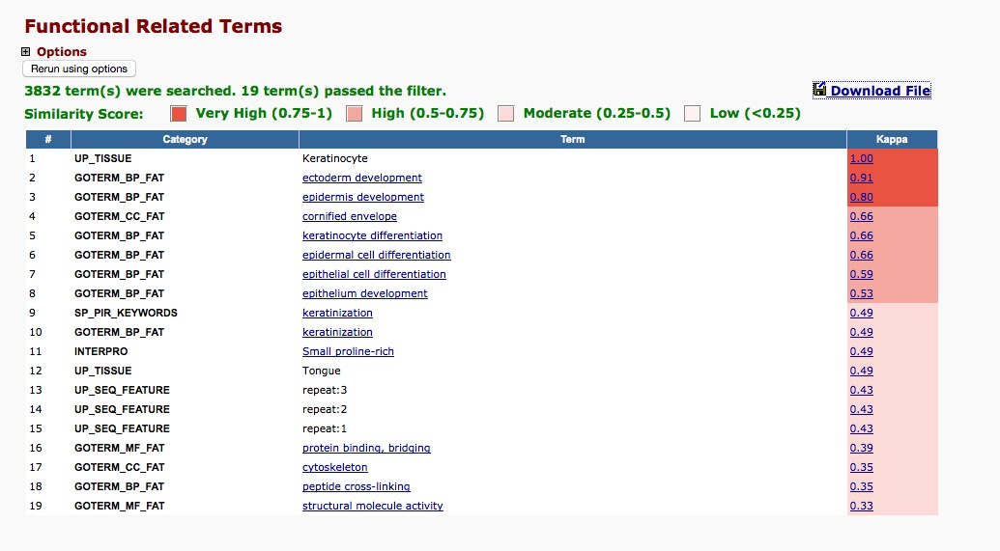 Functional Related Terms
Options
Rerun using options
3832 term(s) were searched. 19 term(s) passed the filter.
Download File
Similarity Score: Very High (0.75-1) High (0.5-0.75) Moderate (0.25-0.5) Low (<0.25)
# Category Term Kappa
1 UP_TISSUE Keratinocyte 1.00
2 GOTERM_BP_FAT ectoderm development 0.91
3 GOTERM_BP_FAT epidermis development 0.80
4 GOTERM_CC_FAT cornified envelope 0.66
5 GOTERM_BP_FAT keratinocyte differentiation 0.66
6 GOTERM_BP_FAT epidermal cell differentiation 0.66
7 GOTERM_BP_FAT epithelial cell differentiation 0.59
8 GOTERM_BP_FAT epithelium development 0.53
9 SP_PIR_KEYWORDS keratinization 0.49
10 GOTERM_BP_FAT keratinization 0.49
11 INTERPRO Small proline-rich 0.49
12 UP_TISSUE Tongue 0.49
13 UP_SEQ_FEATURE repeat:3 0.43
14 UP_SEQ_FEATURE repeat:2 0.43
15 UP_SEQ_FEATURE repeat:1 0.43
16 GOTERM_MF_FAT protein binding, bridging 0.39
17 GOTERM_CC_FAT cytoskeleton 0.35
18 GOTERM_BP_FAT peptide cross-linking 0.35
19 GOTERM_MF_FAT structural molecule activity 0.33